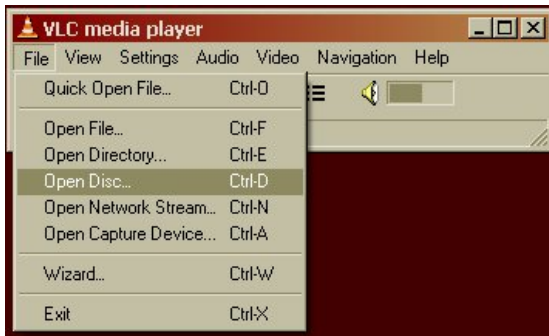 VLC media player
File View Settings Audio Video Navigation Help
Quick Open File... Ctrl-O
Open File... Ctrl-F
Open Directory... Ctrl-E
Open Disc... Ctrl-D
Open Network Stream... Ctrl-N
Open Capture Device... Ctrl-A
Wizard... Ctrl-W
Exit Ctrl-X